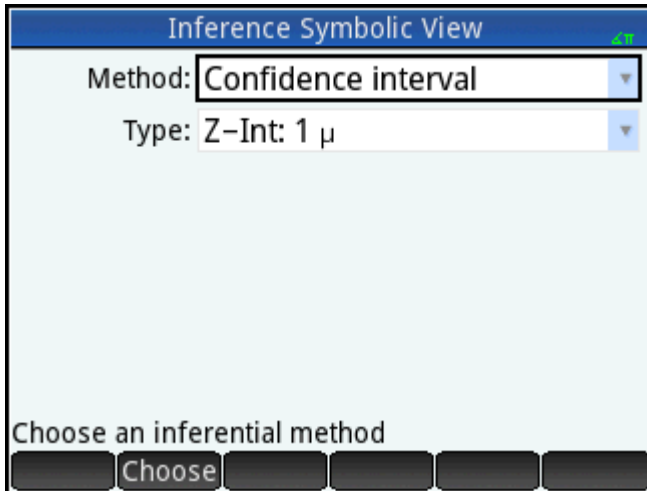 Inference Symbolic View
∠π
Method: Confidence interval
Type: Z-Int: 1 μ
Choose an inferential method
Choose